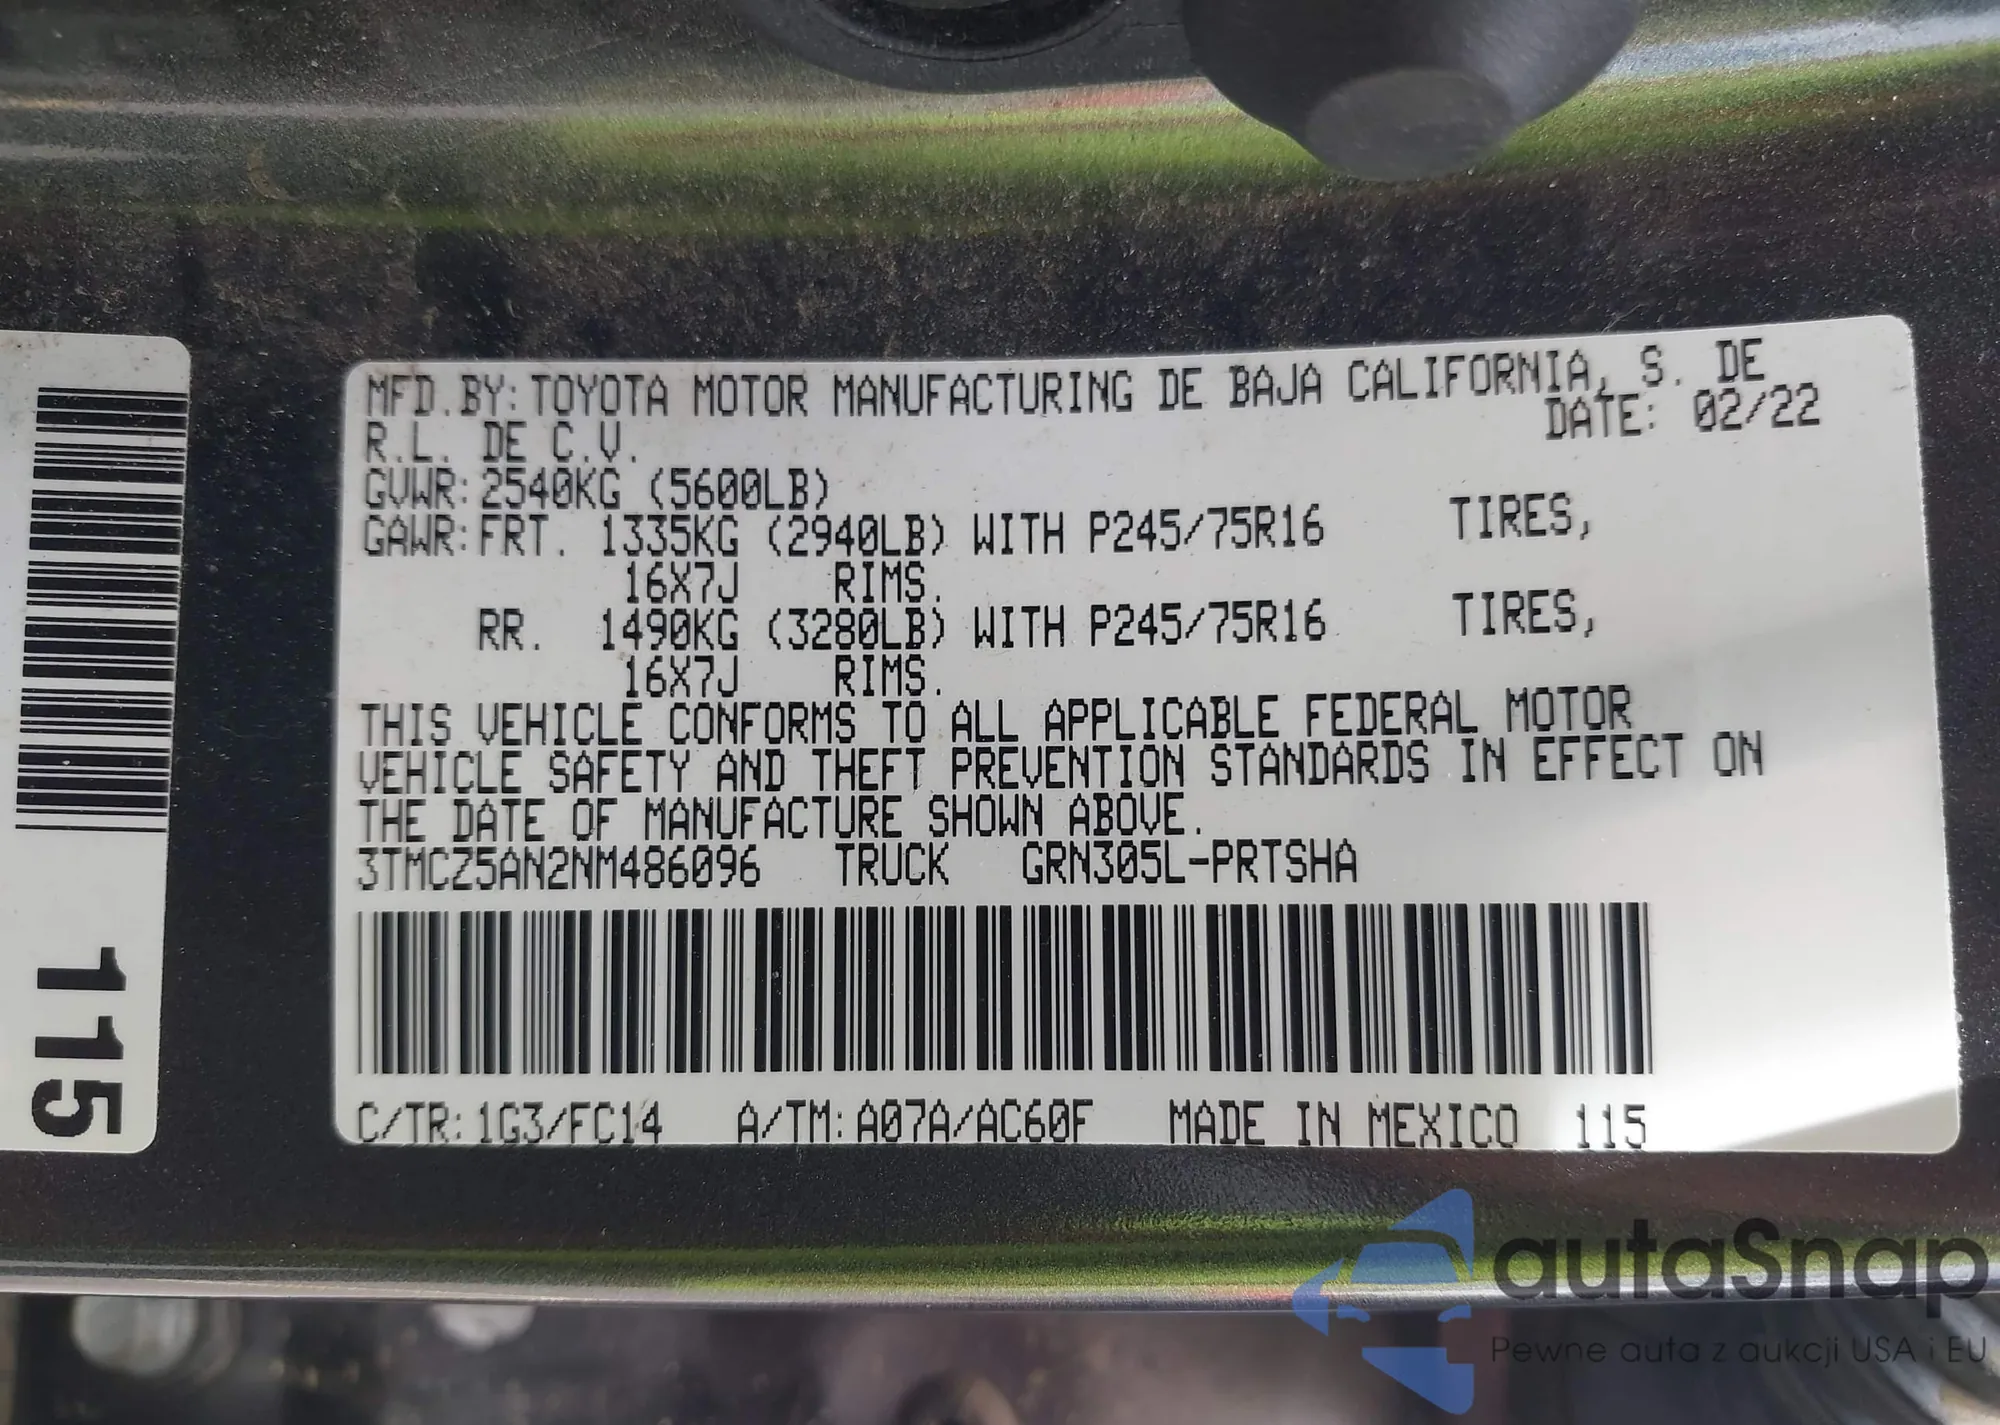 MFD.BY:TOYOTA MOTOR MANUFACTURING DE BAJA CALIFORNIA, S. DE
R.L. DE C.V. DATE: 02/22
GVWR:2540KG (5600LB)
GAWR:FRT. 1335KG (2940LB) WITH P245/75R16 TIRES,
16X7J RIMS.
RR. 1490KG (3280LB) WITH P245/75R16 TIRES,
16X7J RIMS.
THIS VEHICLE CONFORMS TO ALL APPLICABLE FEDERAL MOTOR
VEHICLE SAFETY AND THEFT PREVENTION STANDARDS IN EFFECT ON
THE DATE OF MANUFACTURE SHOWN ABOVE.
3TMCZ5AN2NM486096 TRUCK GRN305L-PRTSHA
C/TR:1G3/FC14 A/TM:A07A/AC60F MADE IN MEXICO 115
115
autaSnap
Pewne auta z aukcji USA i EU